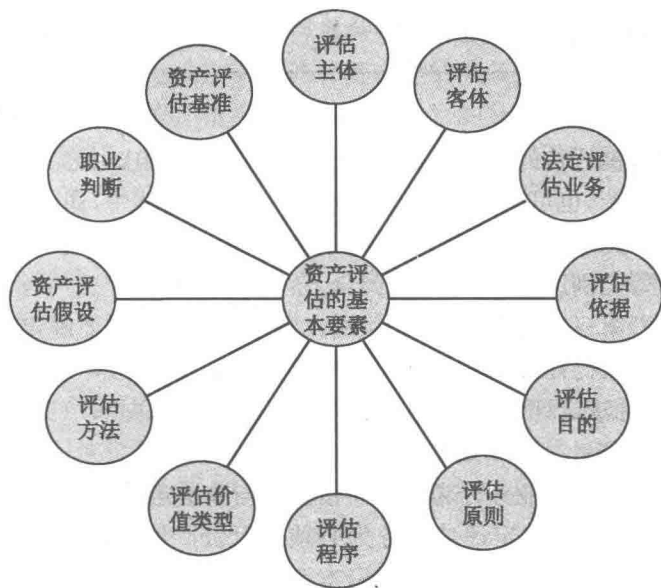 评估
主体
评估
客体
法定评
估业务
评估
依据
评估
目的
评估
原则
评估
程序
评估价
值类型
评估
方法
资产评
估假设
职业
判断
资产评
估基准
资产评
估的基
本要素